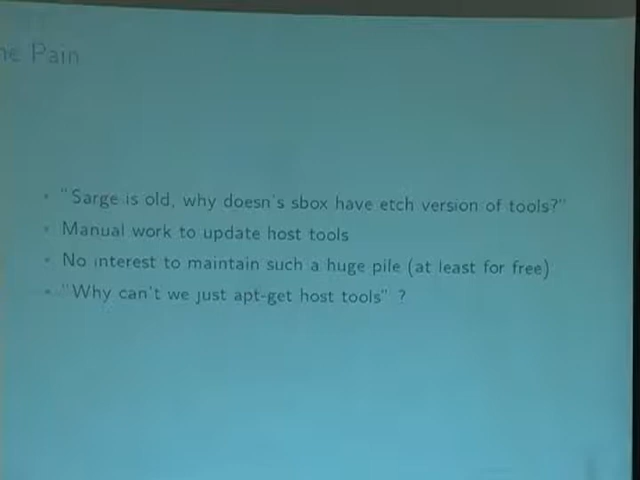 ne Pain
"Sarge is old, why doesn's sbox have etch version of tools?"
Manual work to update host tools
No interest to maintain such a huge pile (at least for free)
"Why can't we just apt-get host tools" ?